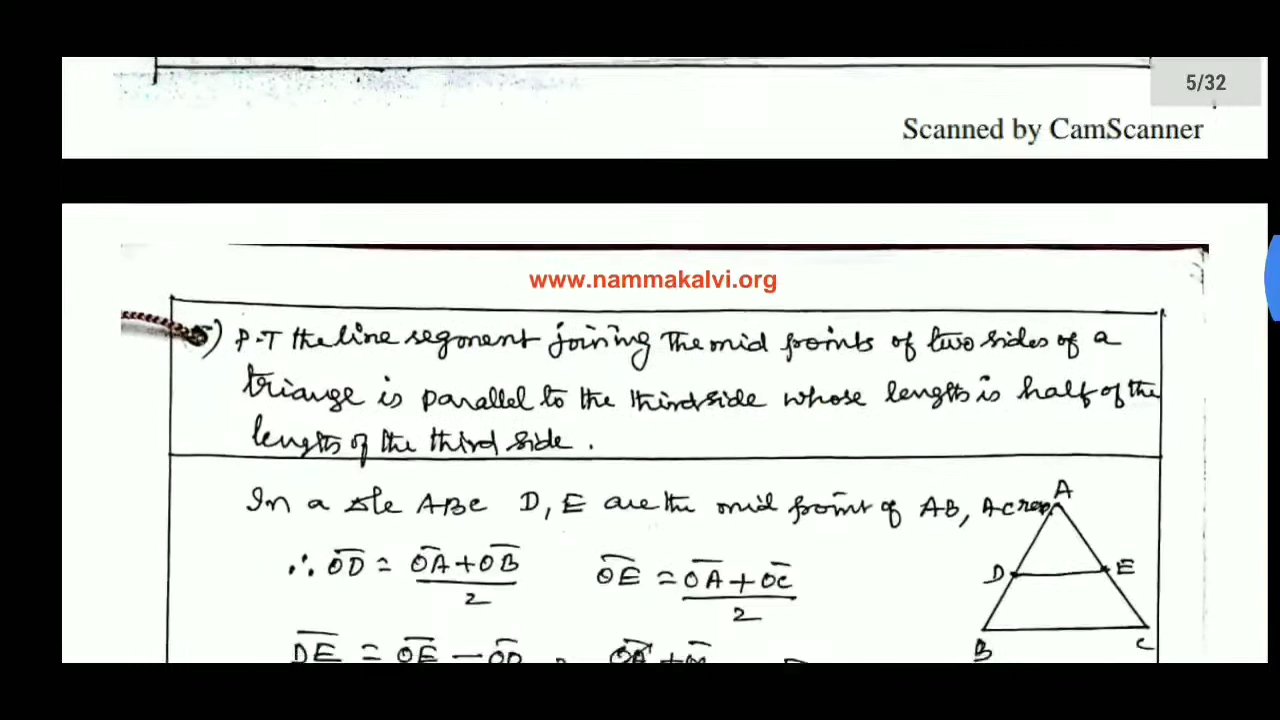 5/32
Scanned by CamScanner
www.nammakalvi.org
5) P.T the line segment joining the mid points of two sides of a
triange is parallel to the third side whose length is half of the
length of the third side.
A
In a Δle ABC D, E are the mid point of AB, AC resp
∴ OD = OA + OB / 2 OE = OA + OC / 2
D E
B C
DE = OE - OD =